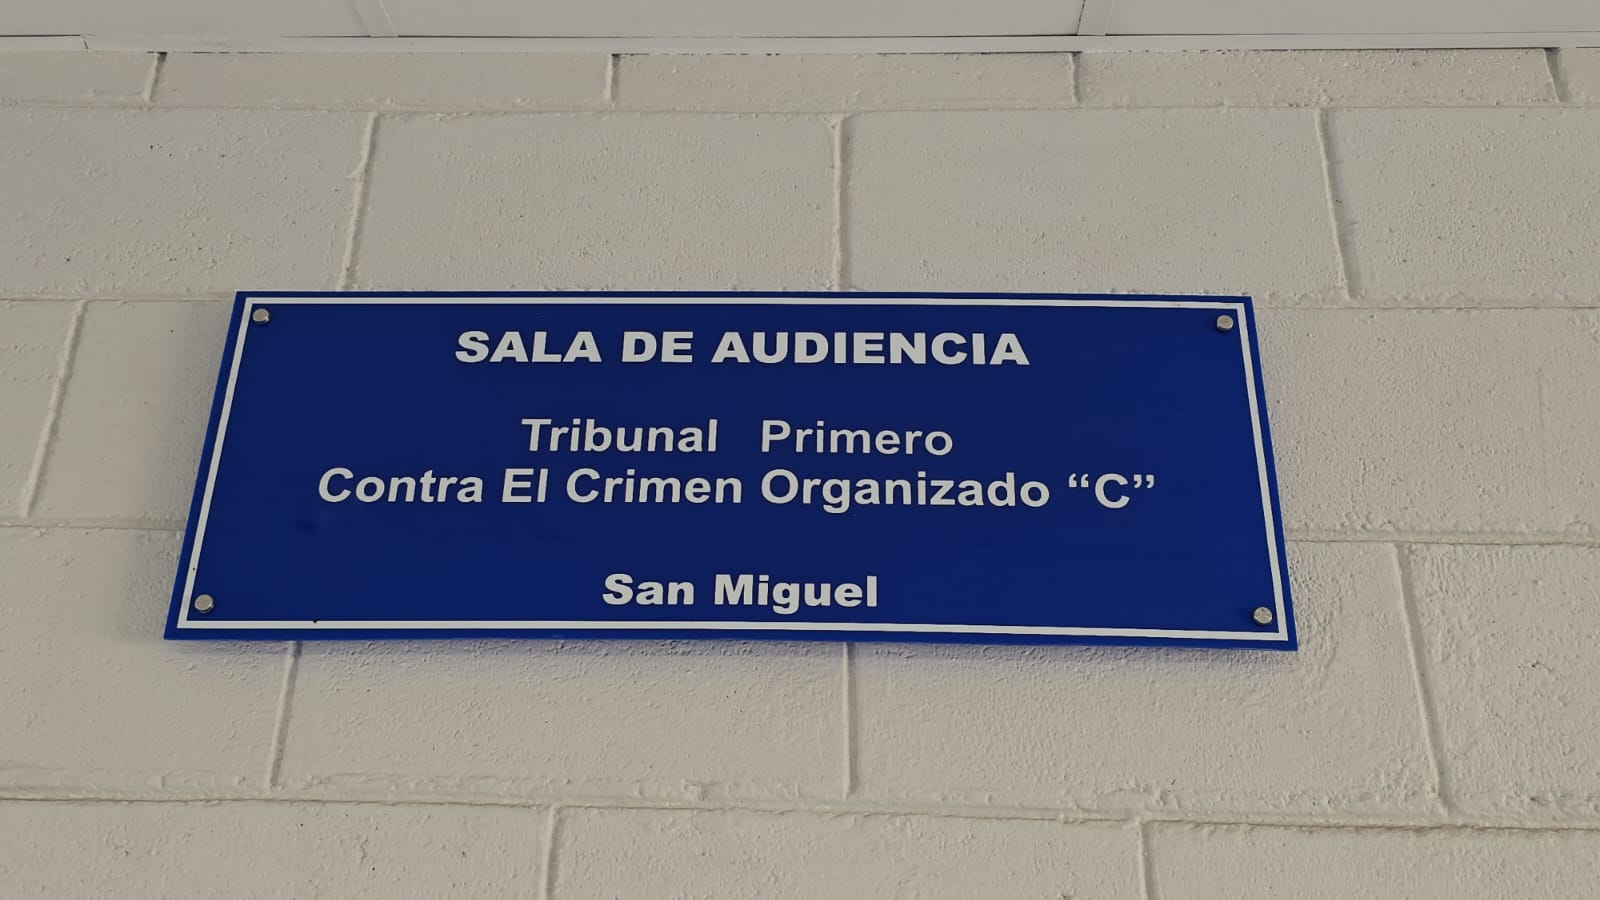 SALA DE AUDIENCIA
Tribunal Primero
Contra El Crimen Organizado “C”
San Miguel